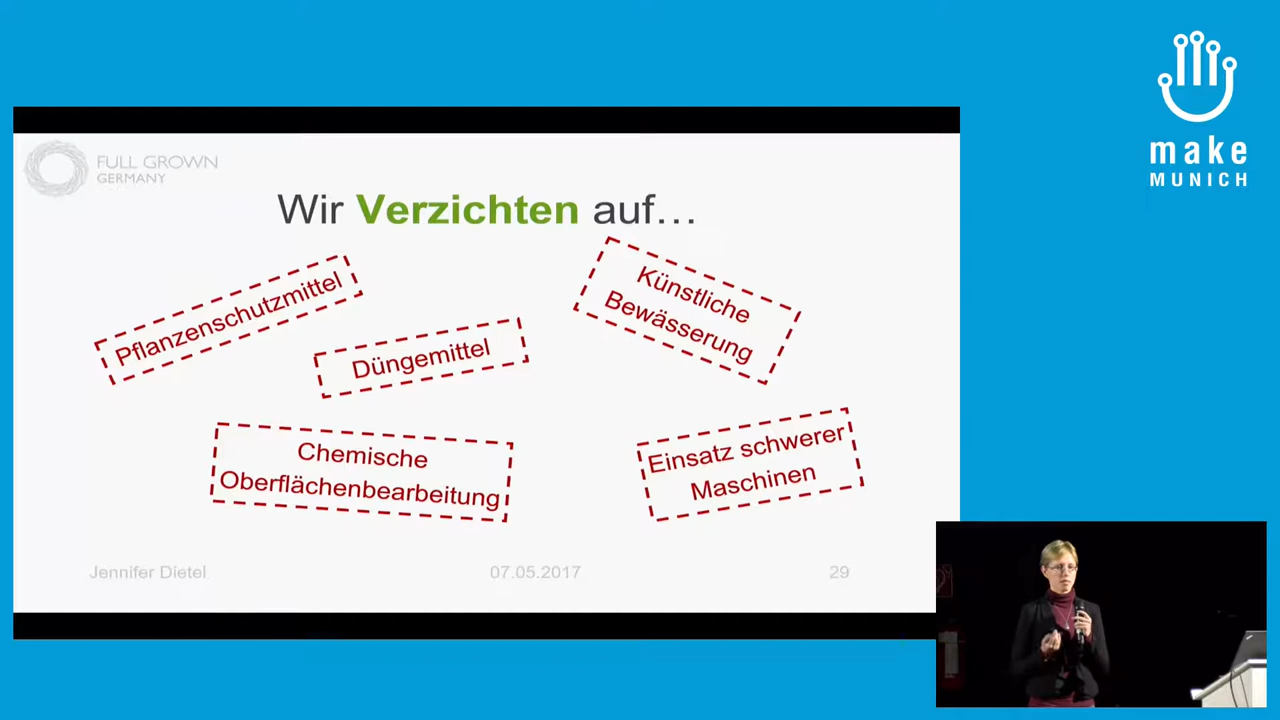 make
MUNICH
FULL GROWN
GERMANY
Wir Verzichten auf…
Pflanzenschutzmittel
Düngemittel
Künstliche
Bewässerung
Chemische
Oberflächenbearbeitung
Einsatz schwerer
Maschinen
Jennifer Dietel
07.05.2017
29